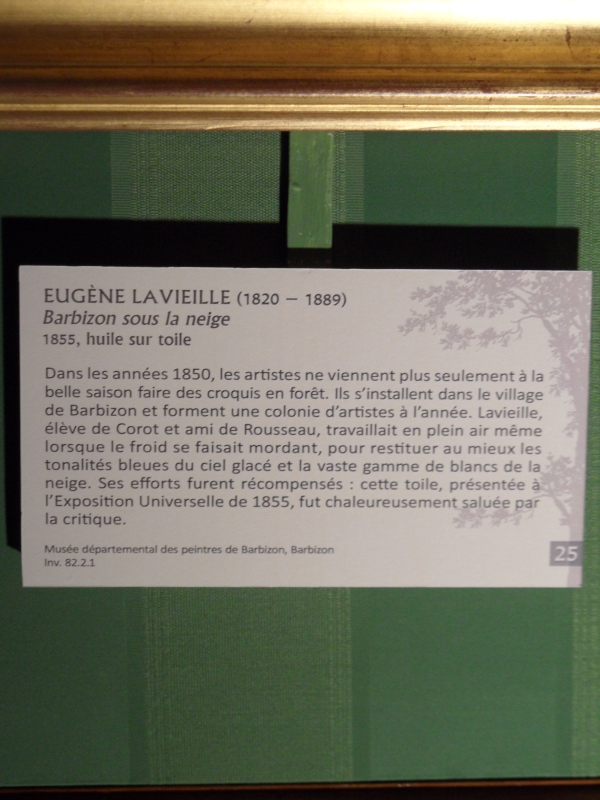 EUGÈNE LAVIEILLE (1820 – 1889)
Barbizon sous la neige
1855, huile sur toile
Dans les années 1850, les artistes ne viennent plus seulement à la
belle saison faire des croquis en forêt. Ils s'installent dans le village
de Barbizon et forment une colonie d'artistes à l'année. Lavieille,
élève de Corot et ami de Rousseau, travaillait en plein air même
lorsque le froid se faisait mordant, pour restituer au mieux les
tonalités bleues du ciel glacé et la vaste gamme de blancs de la
neige. Ses efforts furent récompensés : cette toile, présentée à
l'Exposition Universelle de 1855, fut chaleureusement saluée par
la critique.
Musée départemental des peintres de Barbizon, Barbizon
Inv. 82.2.1
25